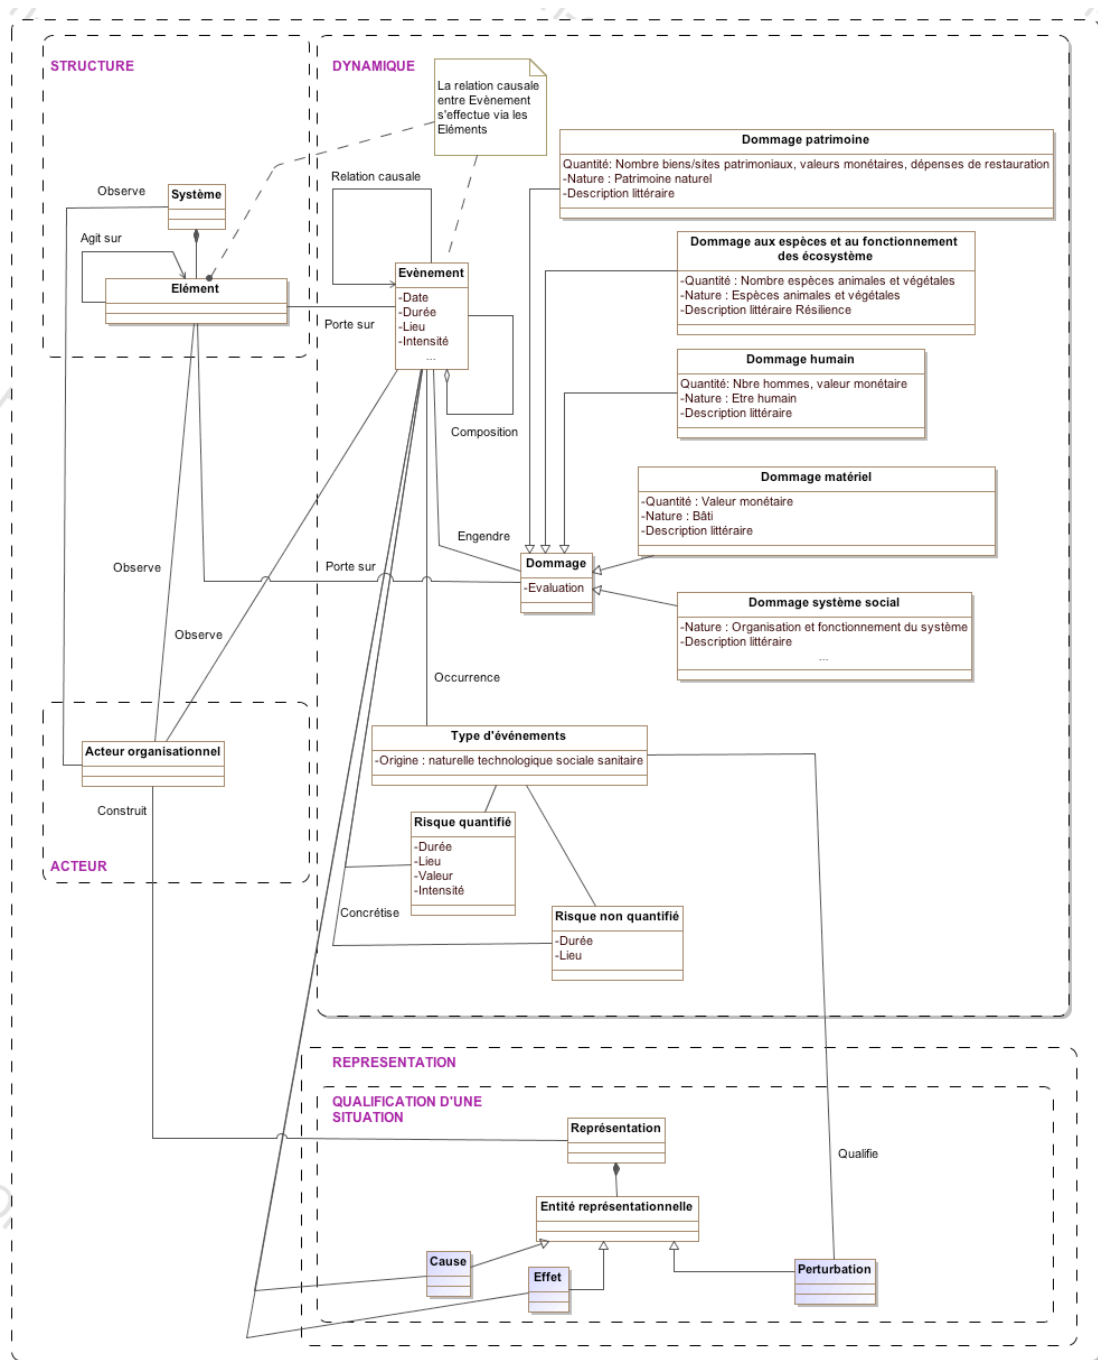 STRUCTURE
DYNAMIQUE
La relation causale
entre Evènement
s'effectue via les
Eléments
Dommage patrimoine
Quantité: Nombre biens/sites patrimoniaux, valeurs monétaires, dépenses de restauration
-Nature : Patrimoine naturel
-Description littéraire
Observe
Système
Relation causale
Agit sur
Elément
Dommage aux espèces et au fonctionnement
des écosystème
-Quantité : Nombre espèces animales et végétales
-Nature : Espèces animales et végétales
-Description littéraire Résilience
Evènement
-Date
-Durée
-Lieu
-Intensité
...
Porte sur
Dommage humain
Quantité: Nbre hommes, valeur monétaire
-Nature : Etre humain
-Description littéraire
Composition
Dommage matériel
-Quantité : Valeur monétaire
-Nature : Bâti
-Description littéraire
Engendre
Dommage
-Evaluation
Observe
Porte sur
Dommage système social
-Nature : Organisation et fonctionnement du système
-Description littéraire
...
Observe
Occurrence
Type d'événements
-Origine : naturelle technologique sociale sanitaire
Acteur organisationnel
Construit
ACTEUR
Risque quantifié
-Durée
-Lieu
-Valeur
-Intensité
Concrétise
Risque non quantifié
-Durée
-Lieu
REPRESENTATION
QUALIFICATION D'UNE
SITUATION
Représentation
Qualifie
Entité représentationnelle
Cause
Effet
Perturbation